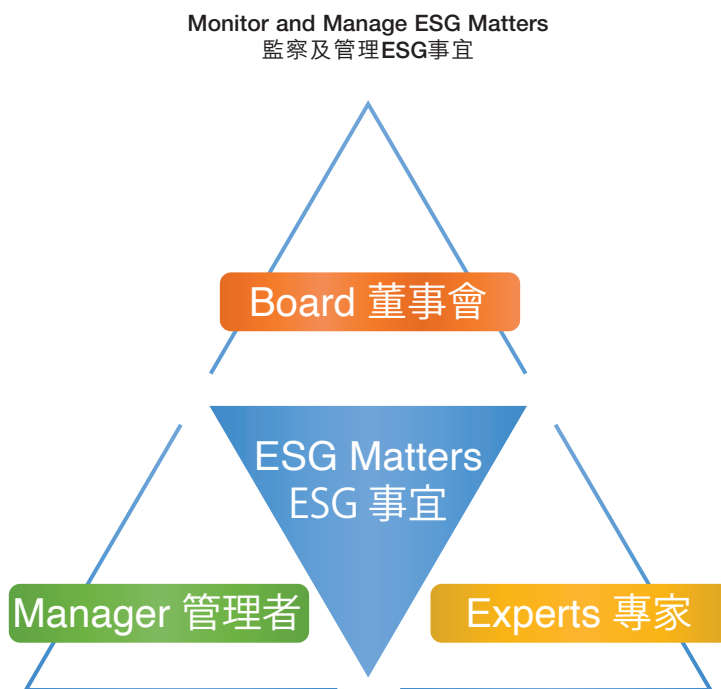 Monitor and Manage ESG Matters
監察及管理ESG事宜
Board 董事會
ESG Matters
ESG 事宜
Manager 管理者
Experts 專家